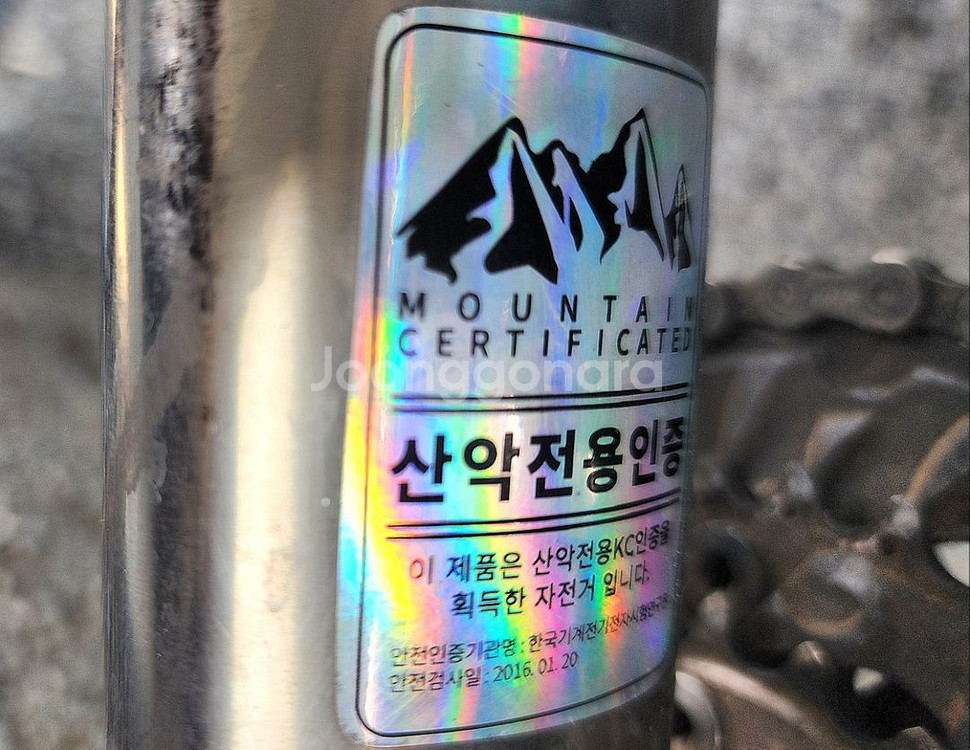 MOUNTAIN
CERTIFICATED
Joonggonara
산악전용인증
이 제품은 산악전용KC인증을
획득한 자전거 입니다.
안전인증기관명 : 한국기계전기전자시험연구원
안전검사일 : 2016. 01. 20